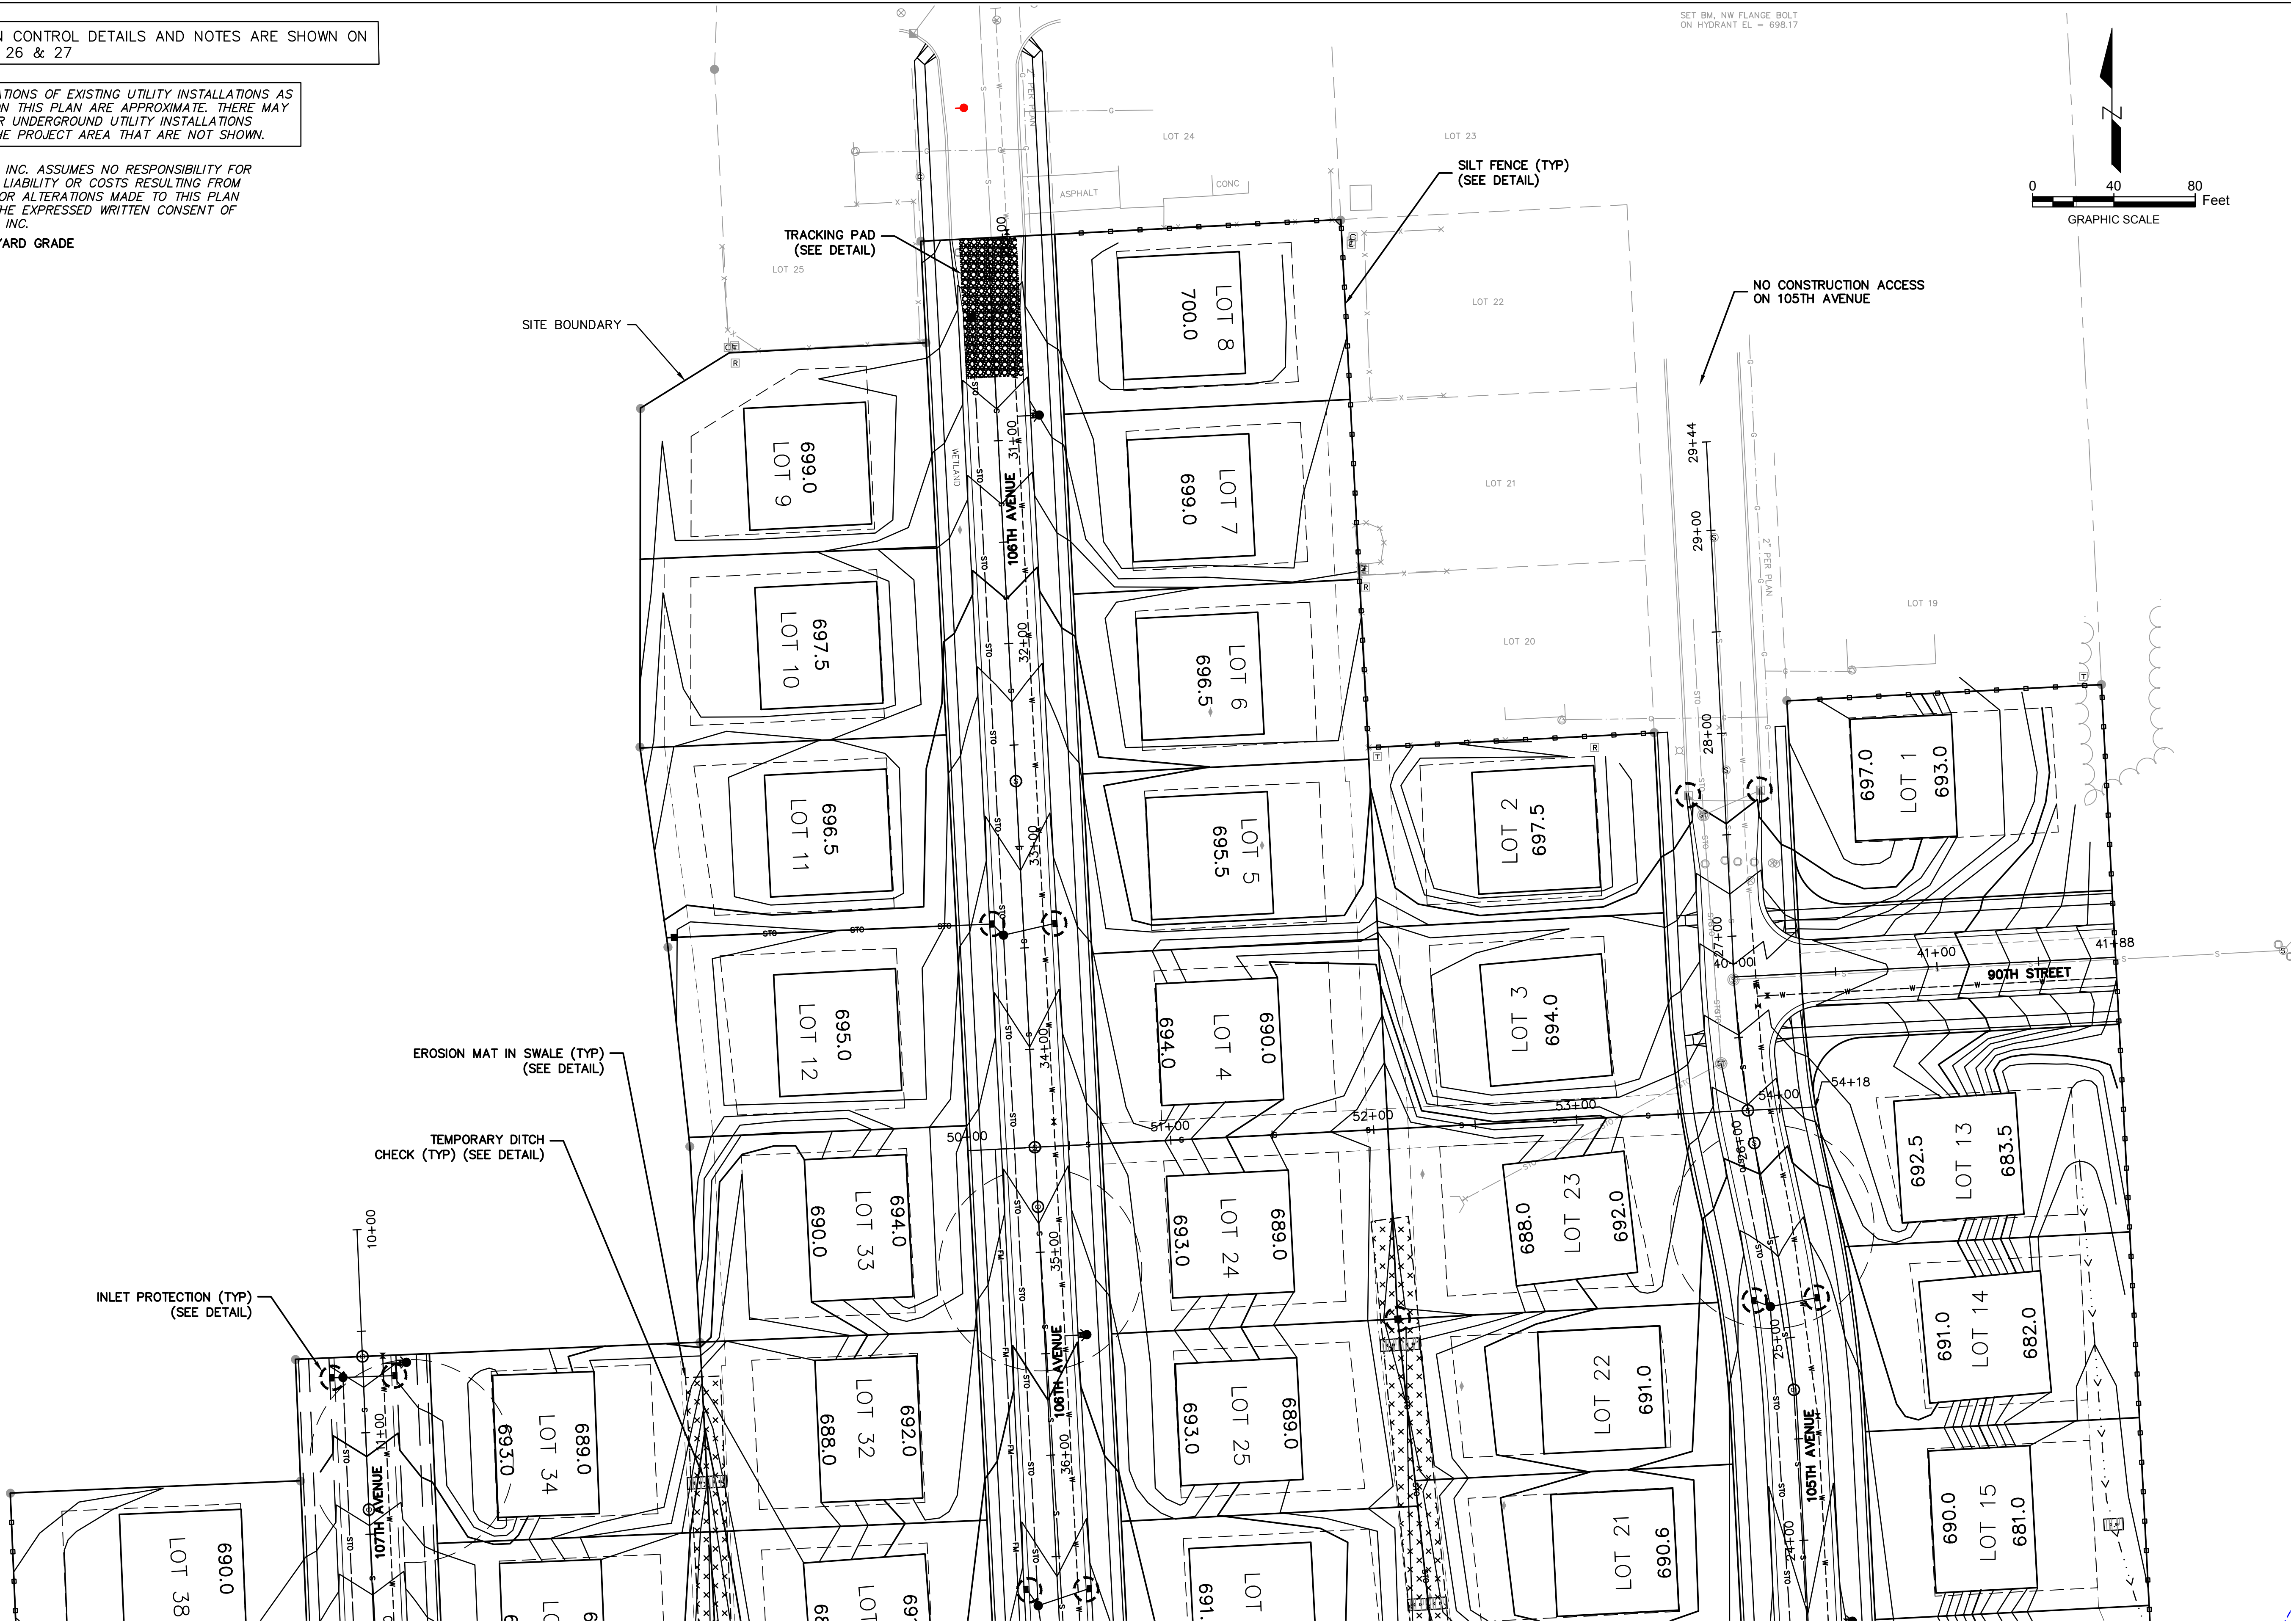 N CONTROL DETAILS AND NOTES ARE SHOWN ON
26 & 27
ATIONS OF EXISTING UTILITY INSTALLATIONS AS
ON THIS PLAN ARE APPROXIMATE. THERE MAY
R UNDERGROUND UTILITY INSTALLATIONS
HE PROJECT AREA THAT ARE NOT SHOWN.
INC. ASSUMES NO RESPONSIBILITY FOR
LIABILITY OR COSTS RESULTING FROM
OR ALTERATIONS MADE TO THIS PLAN
HE EXPRESSED WRITTEN CONSENT OF
INC.
YARD GRADE
SET BM, NW FLANGE BOLT
ON HYDRANT EL = 698.17
N
0 40 80
Feet
GRAPHIC SCALE
2" PER PLAN
LOT 24
LOT 23
ASPHALT
CONC
SILT FENCE (TYP)
(SEE DETAIL)
TRACKING PAD
(SEE DETAIL)
LOT 25
SITE BOUNDARY
NO CONSTRUCTION ACCESS
ON 105TH AVENUE
LOT 22
LOT 21
LOT 20
LOT 19
2" PER PLAN
WETLAND
LOT 8
700.0
LOT 9
699.0
LOT 7
699.0
LOT 10
697.5
LOT 6
696.5
LOT 11
696.5
LOT 5
695.5
LOT 2
697.5
697.0
LOT 1
693.0
LOT 12
695.0
694.0
LOT 4
690.0
LOT 3
694.0
31+00
106TH AVENUE
32+00
33+00
34+00
35+00
106TH AVENUE
36+00
29+44
29+00
28+00
27+00
40+00
41+00
41+88
90TH STREET
EROSION MAT IN SWALE (TYP)
(SEE DETAIL)
TEMPORARY DITCH
CHECK (TYP) (SEE DETAIL)
INLET PROTECTION (TYP)
(SEE DETAIL)
50+00
51+00
52+00
53+00
54+00
54+18
26+00
25+00
105TH AVENUE
24+00
690.0
LOT 33
694.0
693.0
LOT 24
689.0
688.0
LOT 23
692.0
692.5
LOT 13
683.5
691.0
LOT 14
682.0
10+00
11+00
107TH AVENUE
693.0
LOT 34
689.0
688.0
LOT 32
692.0
693.0
LOT 25
689.0
LOT 22
691.0
LOT 21
690.6
690.0
LOT 15
681.0
LOT 38
690.0
691.
LOT
LOT